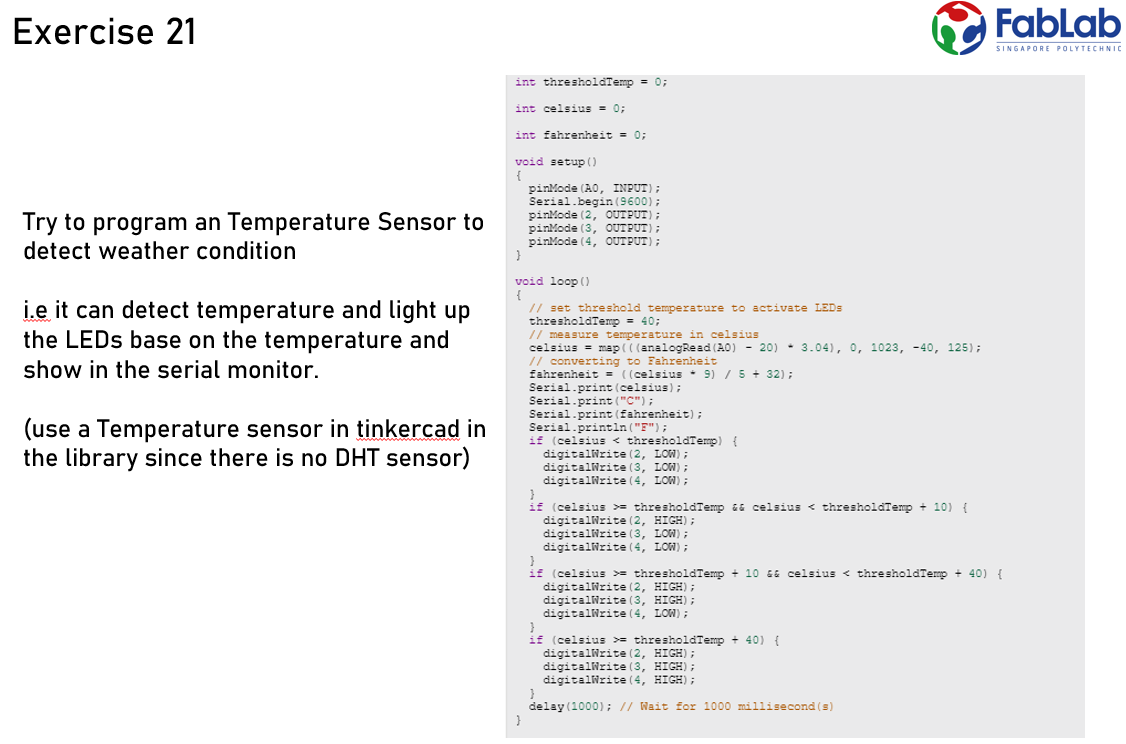 Exercise 21
FabLab
SINGAPORE POLYTECHNIC
Try to program an Temperature Sensor to
detect weather condition
i.e it can detect temperature and light up
the LEDs base on the temperature and
show in the serial monitor.
(use a Temperature sensor in tinkercad in
the library since there is no DHT sensor)
int thresholdTemp = 0;
int celsius = 0;
int fahrenheit = 0;
void setup()
{
  pinMode(A0, INPUT);
  Serial.begin(9600);
  pinMode(2, OUTPUT);
  pinMode(3, OUTPUT);
  pinMode(4, OUTPUT);
}
void loop()
{
  // set threshold temperature to activate LEDs
  thresholdTemp = 40;
  // measure temperature in celsius
  celsius = map(((analogRead(A0) - 20) * 3.04), 0, 1023, -40, 125);
  // converting to Fahrenheit
  fahrenheit = ((celsius * 9) / 5 + 32);
  Serial.print(celsius);
  Serial.print("C");
  Serial.print(fahrenheit);
  Serial.println("F");
  if (celsius < thresholdTemp) {
    digitalWrite(2, LOW);
    digitalWrite(3, LOW);
    digitalWrite(4, LOW);
  }
  if (celsius >= thresholdTemp && celsius < thresholdTemp + 10) {
    digitalWrite(2, HIGH);
    digitalWrite(3, LOW);
    digitalWrite(4, LOW);
  }
  if (celsius >= thresholdTemp + 10 && celsius < thresholdTemp + 40) {
    digitalWrite(2, HIGH);
    digitalWrite(3, HIGH);
    digitalWrite(4, LOW);
  }
  if (celsius >= thresholdTemp + 40) {
    digitalWrite(2, HIGH);
    digitalWrite(3, HIGH);
    digitalWrite(4, HIGH);
  }
  delay(1000); // Wait for 1000 millisecond(s)
}